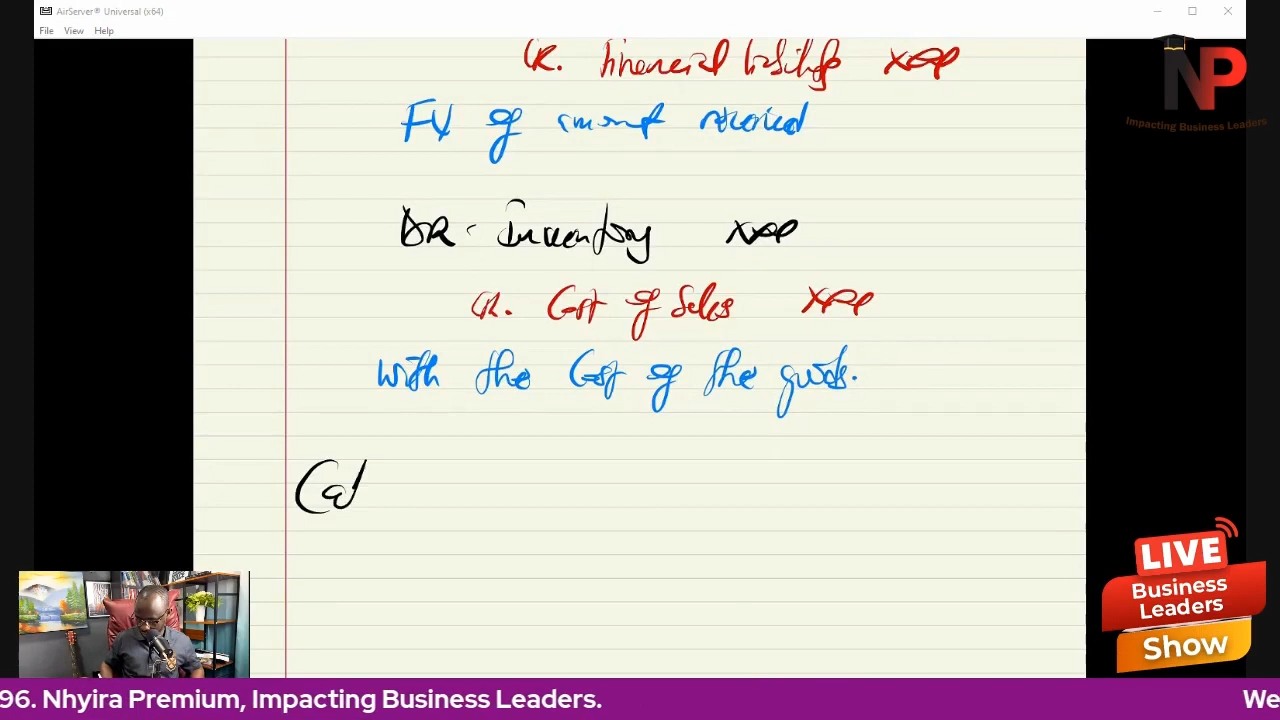 AirServer® Universal (x64)
File View Help
CR. Financial liability xxx
FV of amount received
NP
Impacting Business Leaders
DR. Inventory xxx
CR. Cost of Sales xxx
with the Cost of the goods.
(a)
LIVE
Business
Leaders
Show
96. Nhyira Premium, Impacting Business Leaders.
We